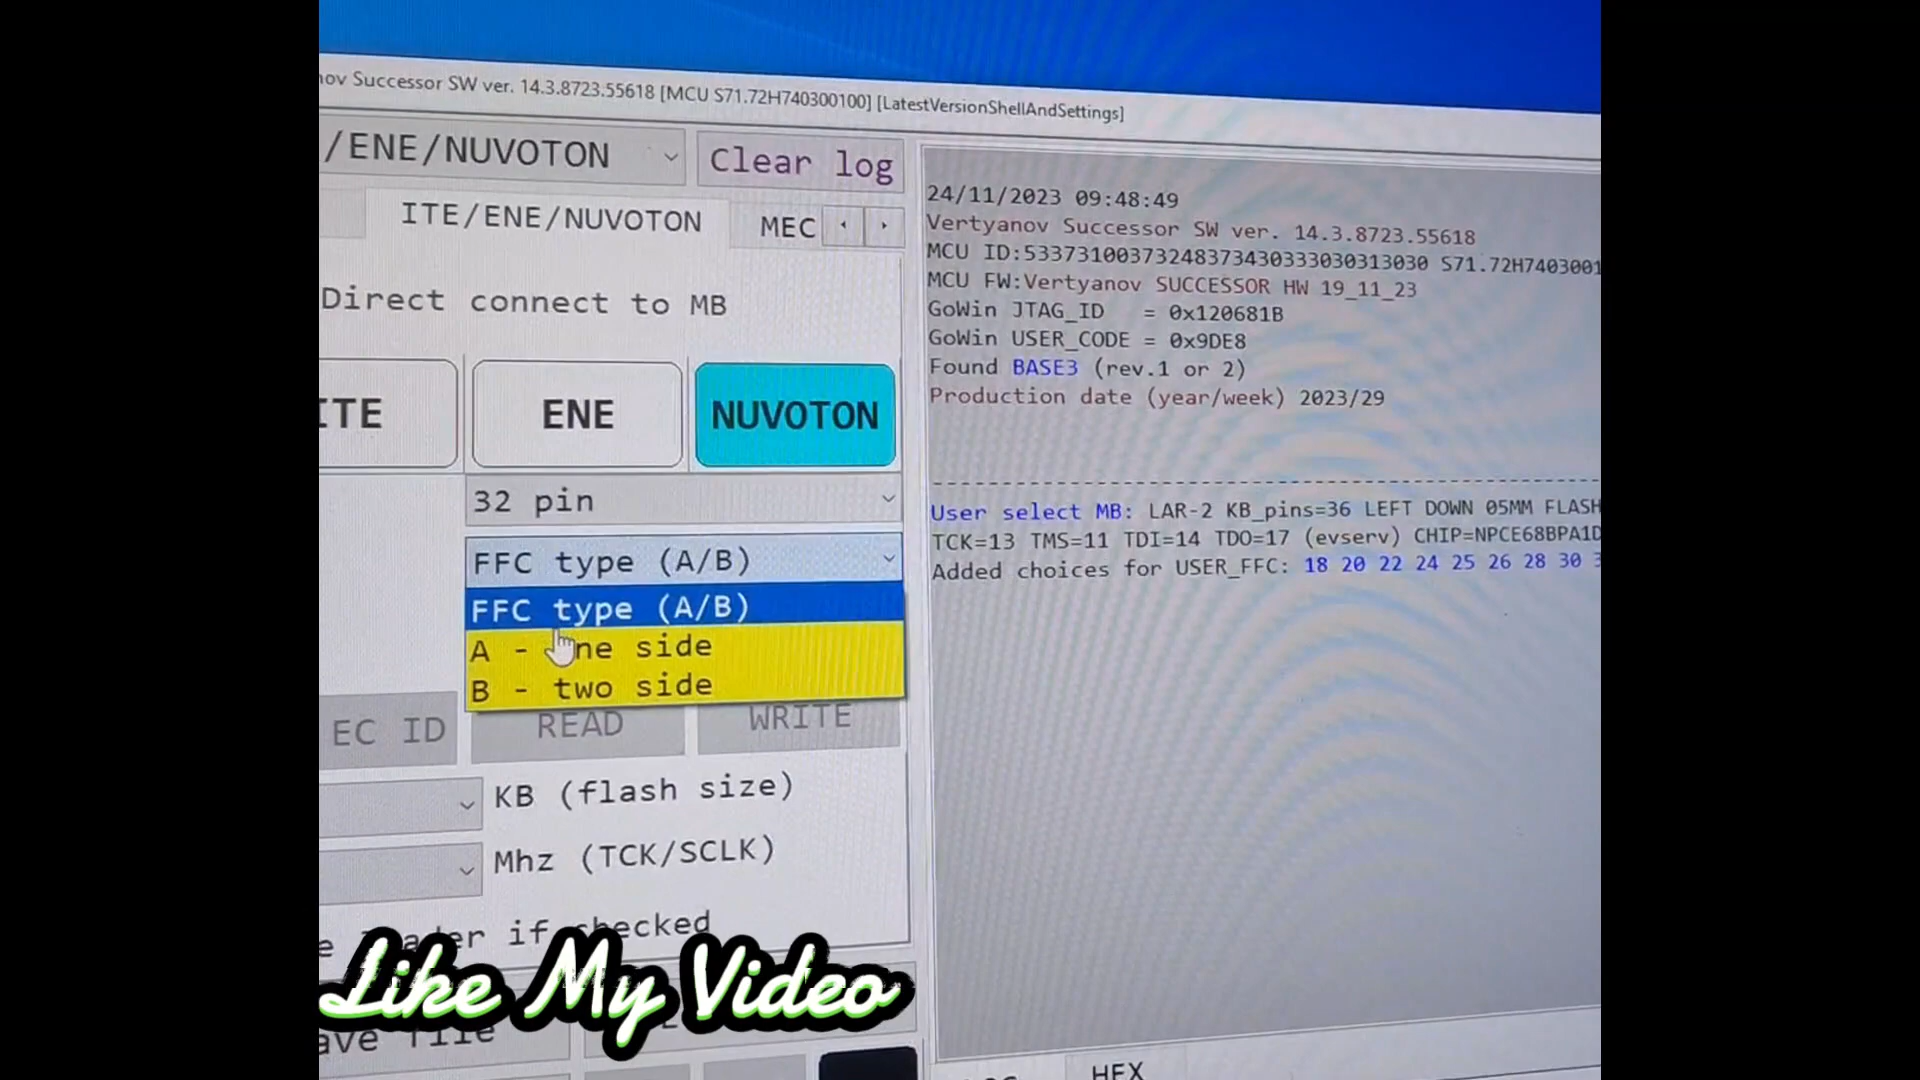 nov Successor SW ver. 14.3.8723.55618 [MCU S71.72H740300100] [LatestVersionShellAndSettings]
/ENE/NUVOTON
Clear log
ITE/ENE/NUVOTON
MEC
Direct connect to MB
ITE
ENE
NUVOTON
32 pin
FFC type (A/B)
FFC type (A/B)
A - one side
B - two side
EC ID
READ
WRITE
KB (flash size)
Mhz (TCK/SCLK)
if checked
Like My Video
ave file
24/11/2023 09:48:49
Vertyanov Successor SW ver. 14.3.8723.55618
MCU ID:53373100373248373430333030313030 S71.72H7403001
MCU FW:Vertyanov SUCCESSOR HW 19_11_23
GoWin JTAG_ID = 0x120681B
GoWin USER_CODE = 0x9DE8
Found BASE3 (rev.1 or 2)
Production date (year/week) 2023/29
User select MB: LAR-2 KB_pins=36 LEFT DOWN 05MM FLASH
TCK=13 TMS=11 TDI=14 TDO=17 (evserv) CHIP=NPCE68BPA1D
Added choices for USER_FFC: 18 20 22 24 25 26 28 30
HEX